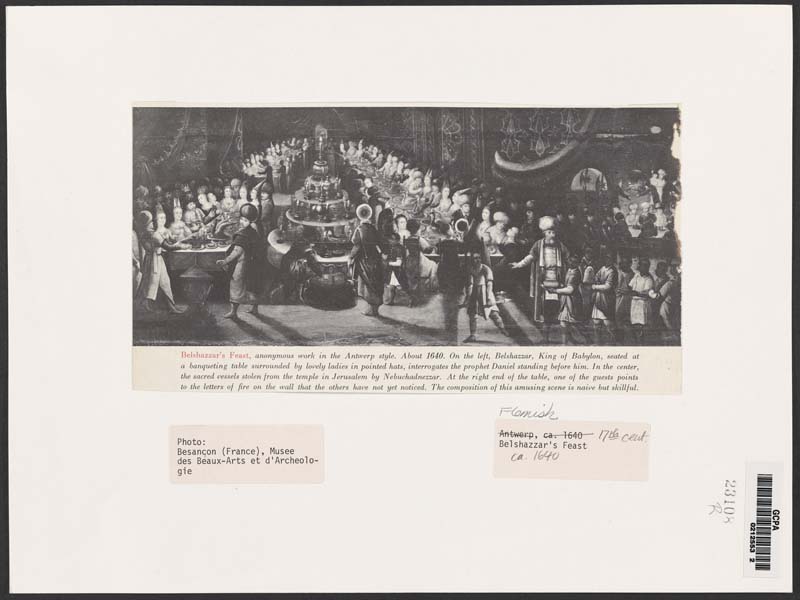 Belshazzar's Feast, anonymous work in the Antwerp style. About 1640. On the left, Belshazzar, King of Babylon, seated at
a banqueting table surrounded by lovely ladies in pointed hats, interrogates the prophet Daniel standing before him. In the center,
the sacred vessels stolen from the temple in Jerusalem by Nebuchadnezzar. At the right end of the table, one of the guests points
to the letters of fire on the wall that the others have not yet noticed. The composition of this amusing scene is naive but skillful.
Photo:
Besançon (France), Musee
des Beaux-Arts et d'Archeolo-
gie
Flemish
Antwerp, ca. 1640 17th cent.
Belshazzar's Feast
ca. 1640
23108
R
GCPA
0212553 2